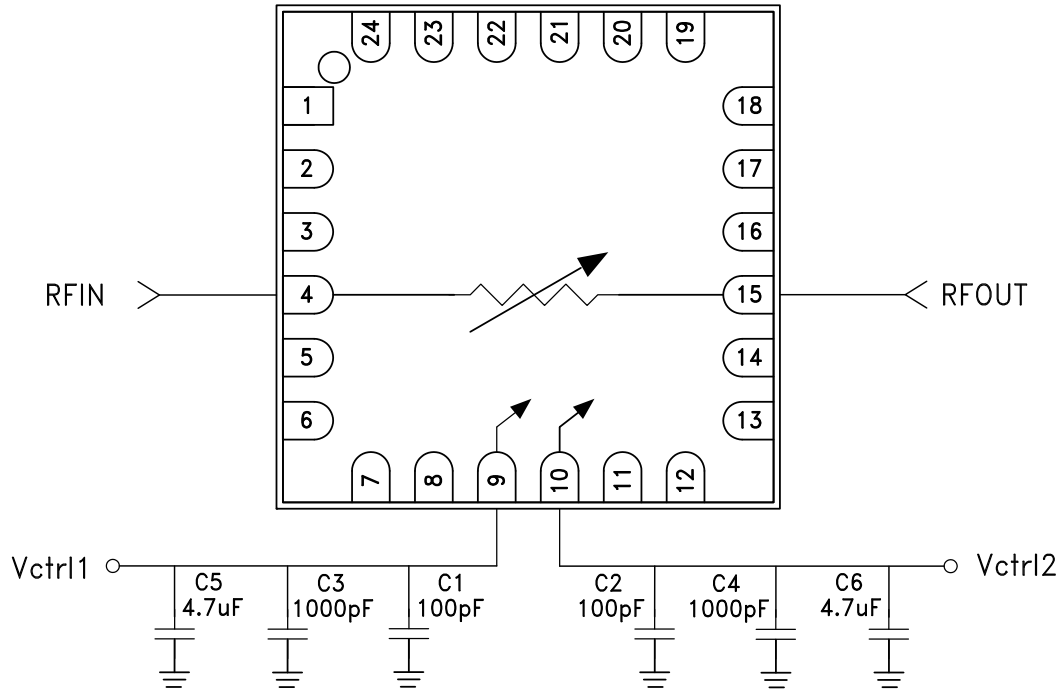 24 23 22 21 20 19
1 18
2 17
3 16
RFIN 4 15 RFOUT
5 14
6 13
7 8 9 10 11 12
Vctrl1 Vctrl2
C5 C3 C1 C2 C4 C6
4.7uF 1000pF 100pF 100pF 1000pF 4.7uF